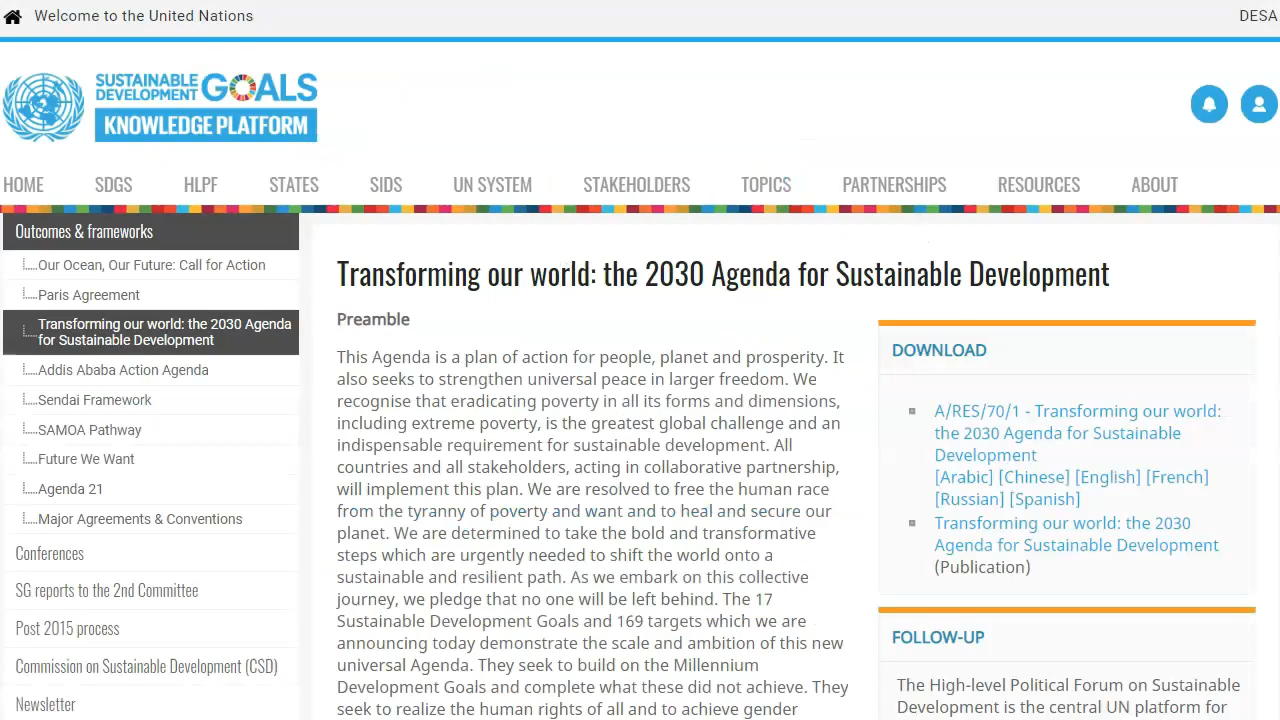 Welcome to the United Nations
DESA
SUSTAINABLE
DEVELOPMENT
GOALS
KNOWLEDGE PLATFORM
HOME SDGS HLPF STATES SIDS UN SYSTEM STAKEHOLDERS TOPICS PARTNERSHIPS RESOURCES ABOUT
Outcomes & frameworks
Our Ocean, Our Future: Call for Action
Paris Agreement
Transforming our world: the 2030 Agenda
for Sustainable Development
Addis Ababa Action Agenda
Sendai Framework
SAMOA Pathway
Future We Want
Agenda 21
Major Agreements & Conventions
Conferences
SG reports to the 2nd Committee
Post 2015 process
Commission on Sustainable Development (CSD)
Newsletter
Transforming our world: the 2030 Agenda for Sustainable Development
Preamble
This Agenda is a plan of action for people, planet and prosperity. It
also seeks to strengthen universal peace in larger freedom. We
recognise that eradicating poverty in all its forms and dimensions,
including extreme poverty, is the greatest global challenge and an
indispensable requirement for sustainable development. All
countries and all stakeholders, acting in collaborative partnership,
will implement this plan. We are resolved to free the human race
from the tyranny of poverty and want and to heal and secure our
planet. We are determined to take the bold and transformative
steps which are urgently needed to shift the world onto a
sustainable and resilient path. As we embark on this collective
journey, we pledge that no one will be left behind. The 17
Sustainable Development Goals and 169 targets which we are
announcing today demonstrate the scale and ambition of this new
universal Agenda. They seek to build on the Millennium
Development Goals and complete what these did not achieve. They
seek to realize the human rights of all and to achieve gender
DOWNLOAD
A/RES/70/1 - Transforming our world:
the 2030 Agenda for Sustainable
Development
[Arabic] [Chinese] [English] [French]
[Russian] [Spanish]
Transforming our world: the 2030
Agenda for Sustainable Development
(Publication)
FOLLOW-UP
The High-level Political Forum on Sustainable
Development is the central UN platform for